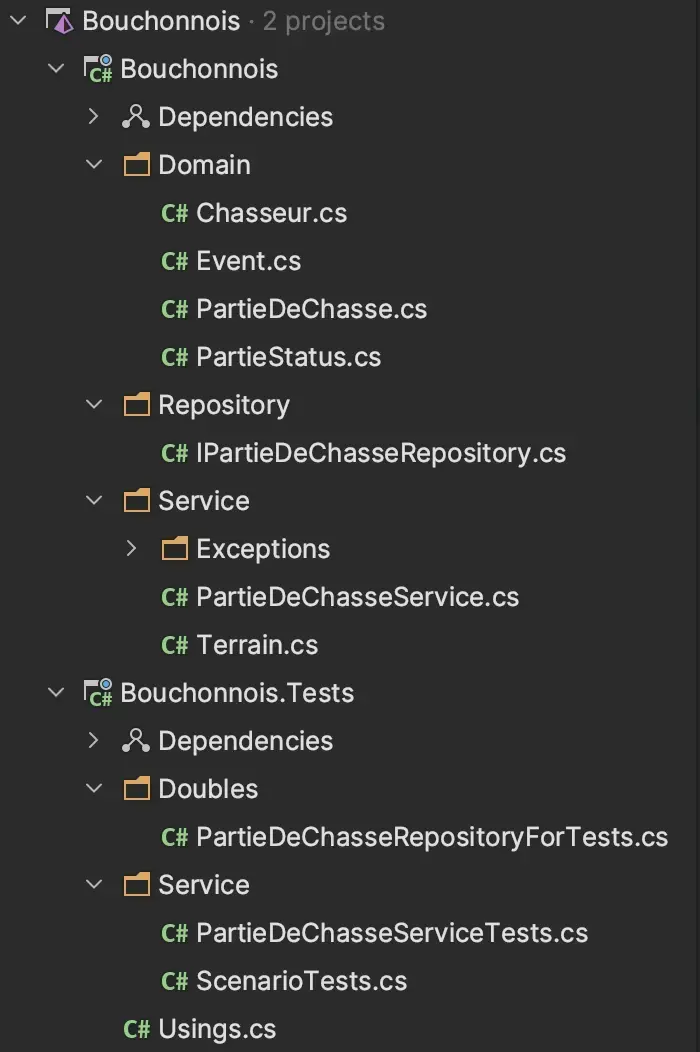 Bouchonnois · 2 projects
C# Bouchonnois
Dependencies
Domain
C# Chasseur.cs
C# Event.cs
C# PartieDeChasse.cs
C# PartieStatus.cs
Repository
C# IPartieDeChasseRepository.cs
Service
Exceptions
C# PartieDeChasseService.cs
C# Terrain.cs
C# Bouchonnois.Tests
Dependencies
Doubles
C# PartieDeChasseRepositoryForTests.cs
Service
C# PartieDeChasseServiceTests.cs
C# ScenarioTests.cs
C# Usings.cs